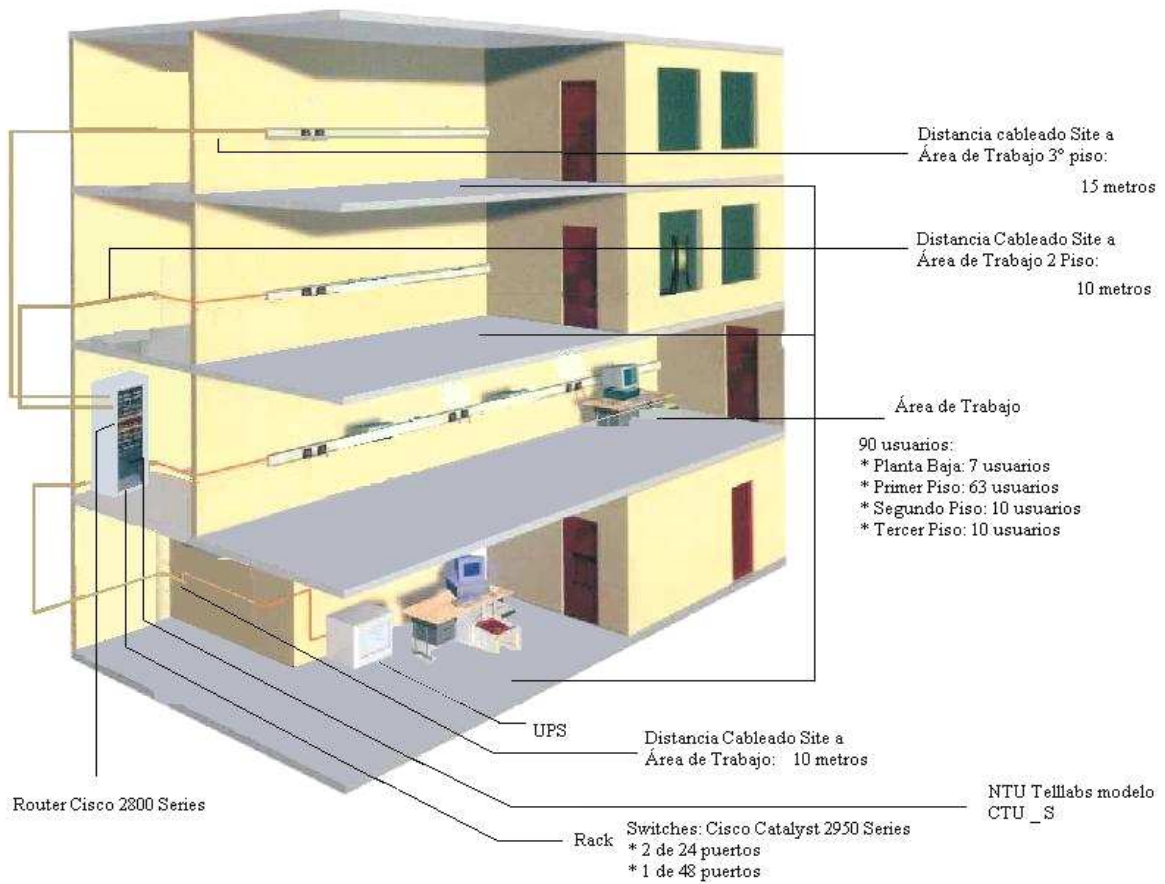 Distancia cableado Site a
Área de Trabajo 3º piso:
15 metros
Distancia Cableado Site a
Área de Trabajo 2 Piso:
10 metros
Área de Trabajo
90 usuarios:
* Planta Baja: 7 usuarios
* Primer Piso: 63 usuarios
* Segundo Piso: 10 usuarios
* Tercer Piso: 10 usuarios
UPS
Distancia Cableado Site a
Área de Trabajo: 10 metros
NTU Telllabs modelo
CTU _ S
Router Cisco 2800 Series
Rack
Switches: Cisco Catalyst 2950 Series
* 2 de 24 puertos
* 1 de 48 puertos